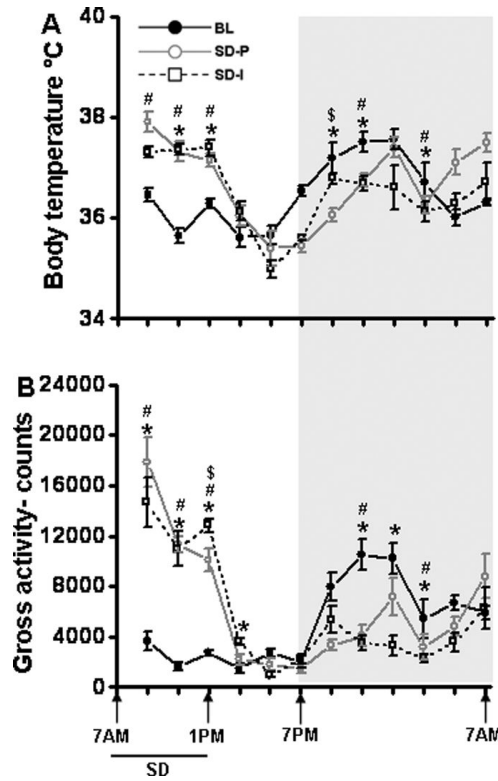 A
40
38
36
34
Body temperature °C
BL
SD-P
SD-I
#
# *
# *
$ *
# *
# *
B
24000
20000
16000
12000
8000
4000
0
Gross activity- counts
# *
# *
$ # *
*
# *
*
# *
7AM
1PM
7PM
7AM
SD